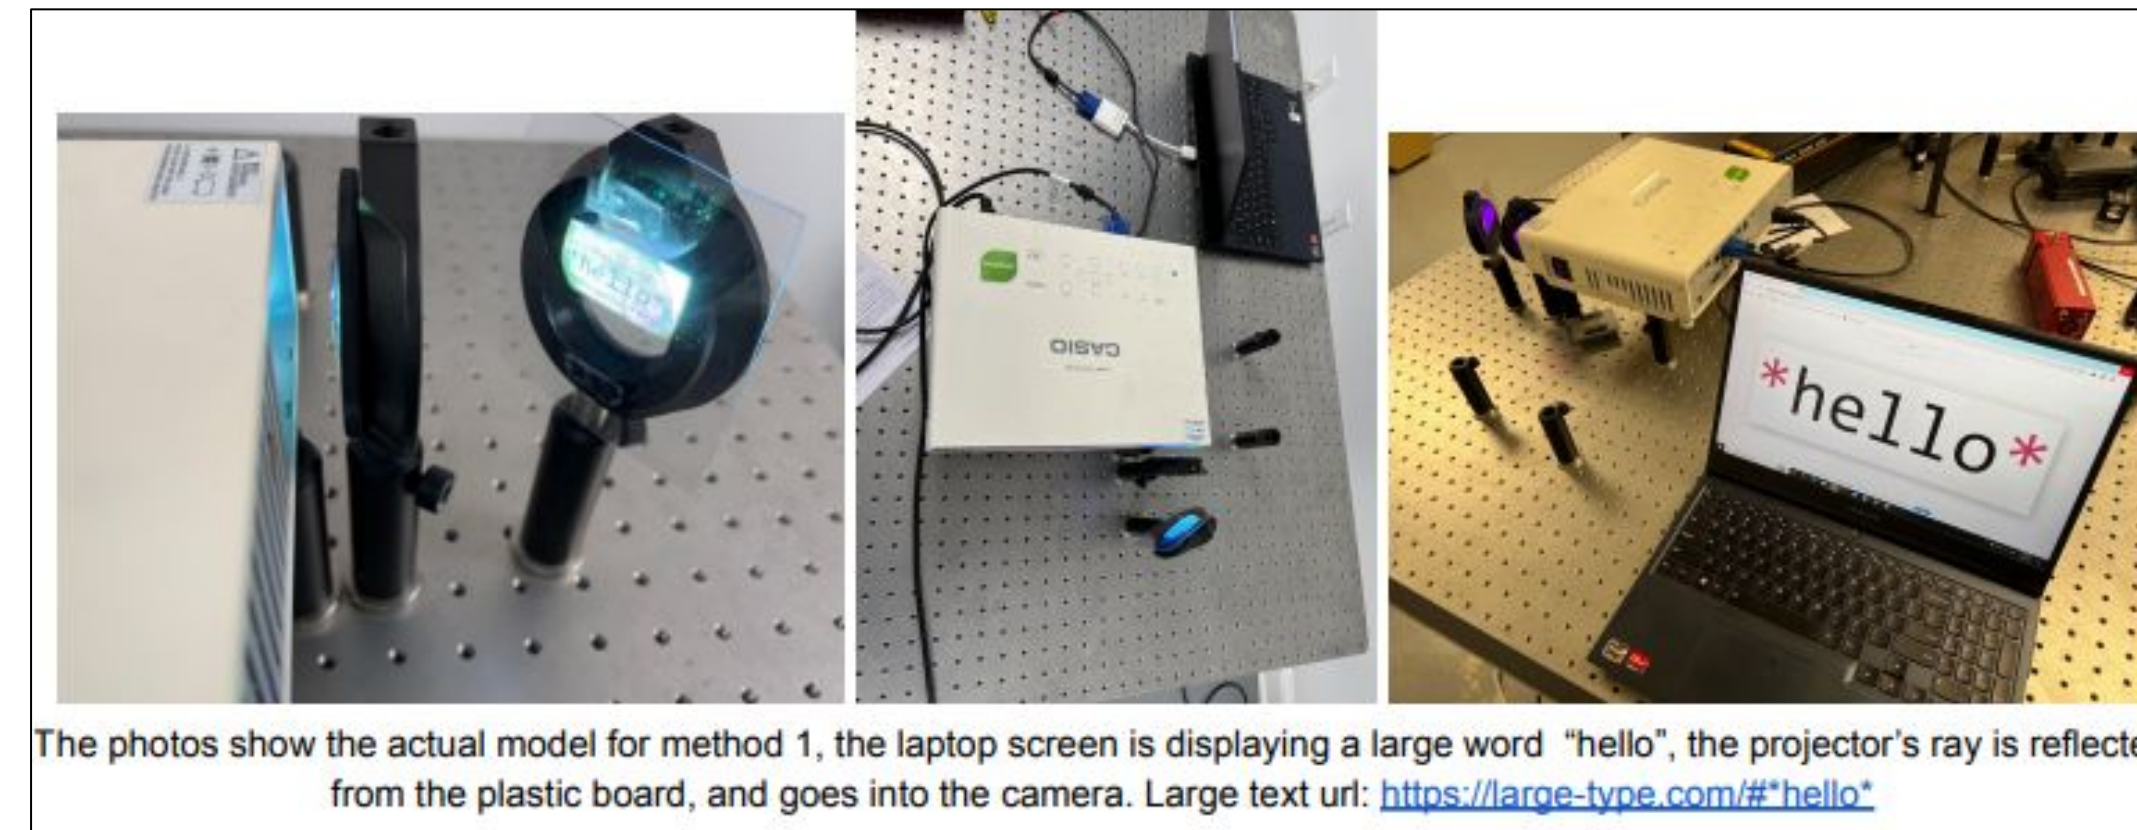 *hello*
CASIO
*hello*
The photos show the actual model for method 1, the laptop screen is displaying a large word “hello”, the projector's ray is reflecte
from the plastic board, and goes into the camera. Large text url: https://large-type.com/#*hello*